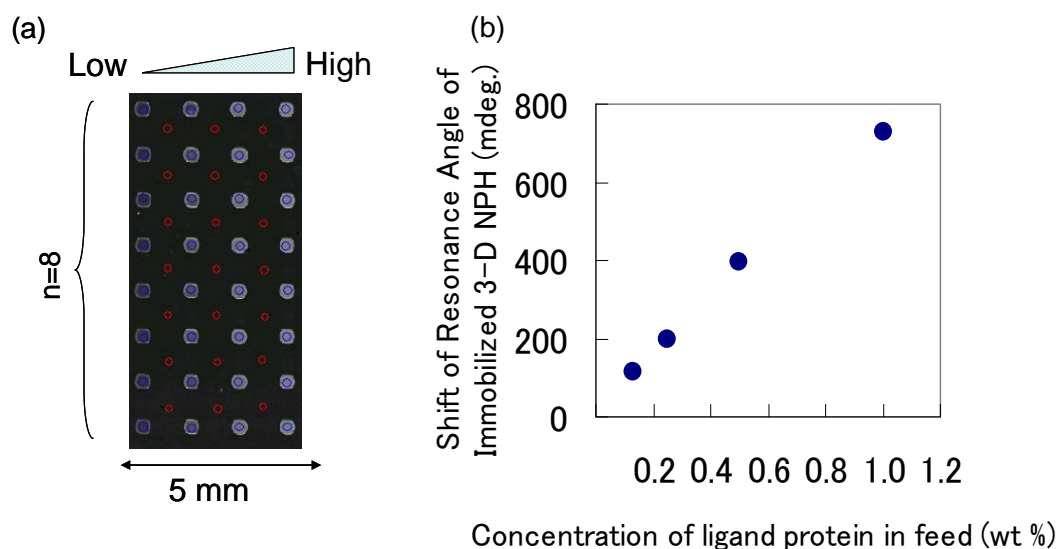 (a)
Low
High
n=8
5 mm
(b)
Shift of Resonance Angle of
Immobilized 3-D NPH (mdeg.)
800
600
400
200
0
0.2 0.4 0.6 0.8 1.0 1.2
Concentration of ligand protein in feed (wt %)